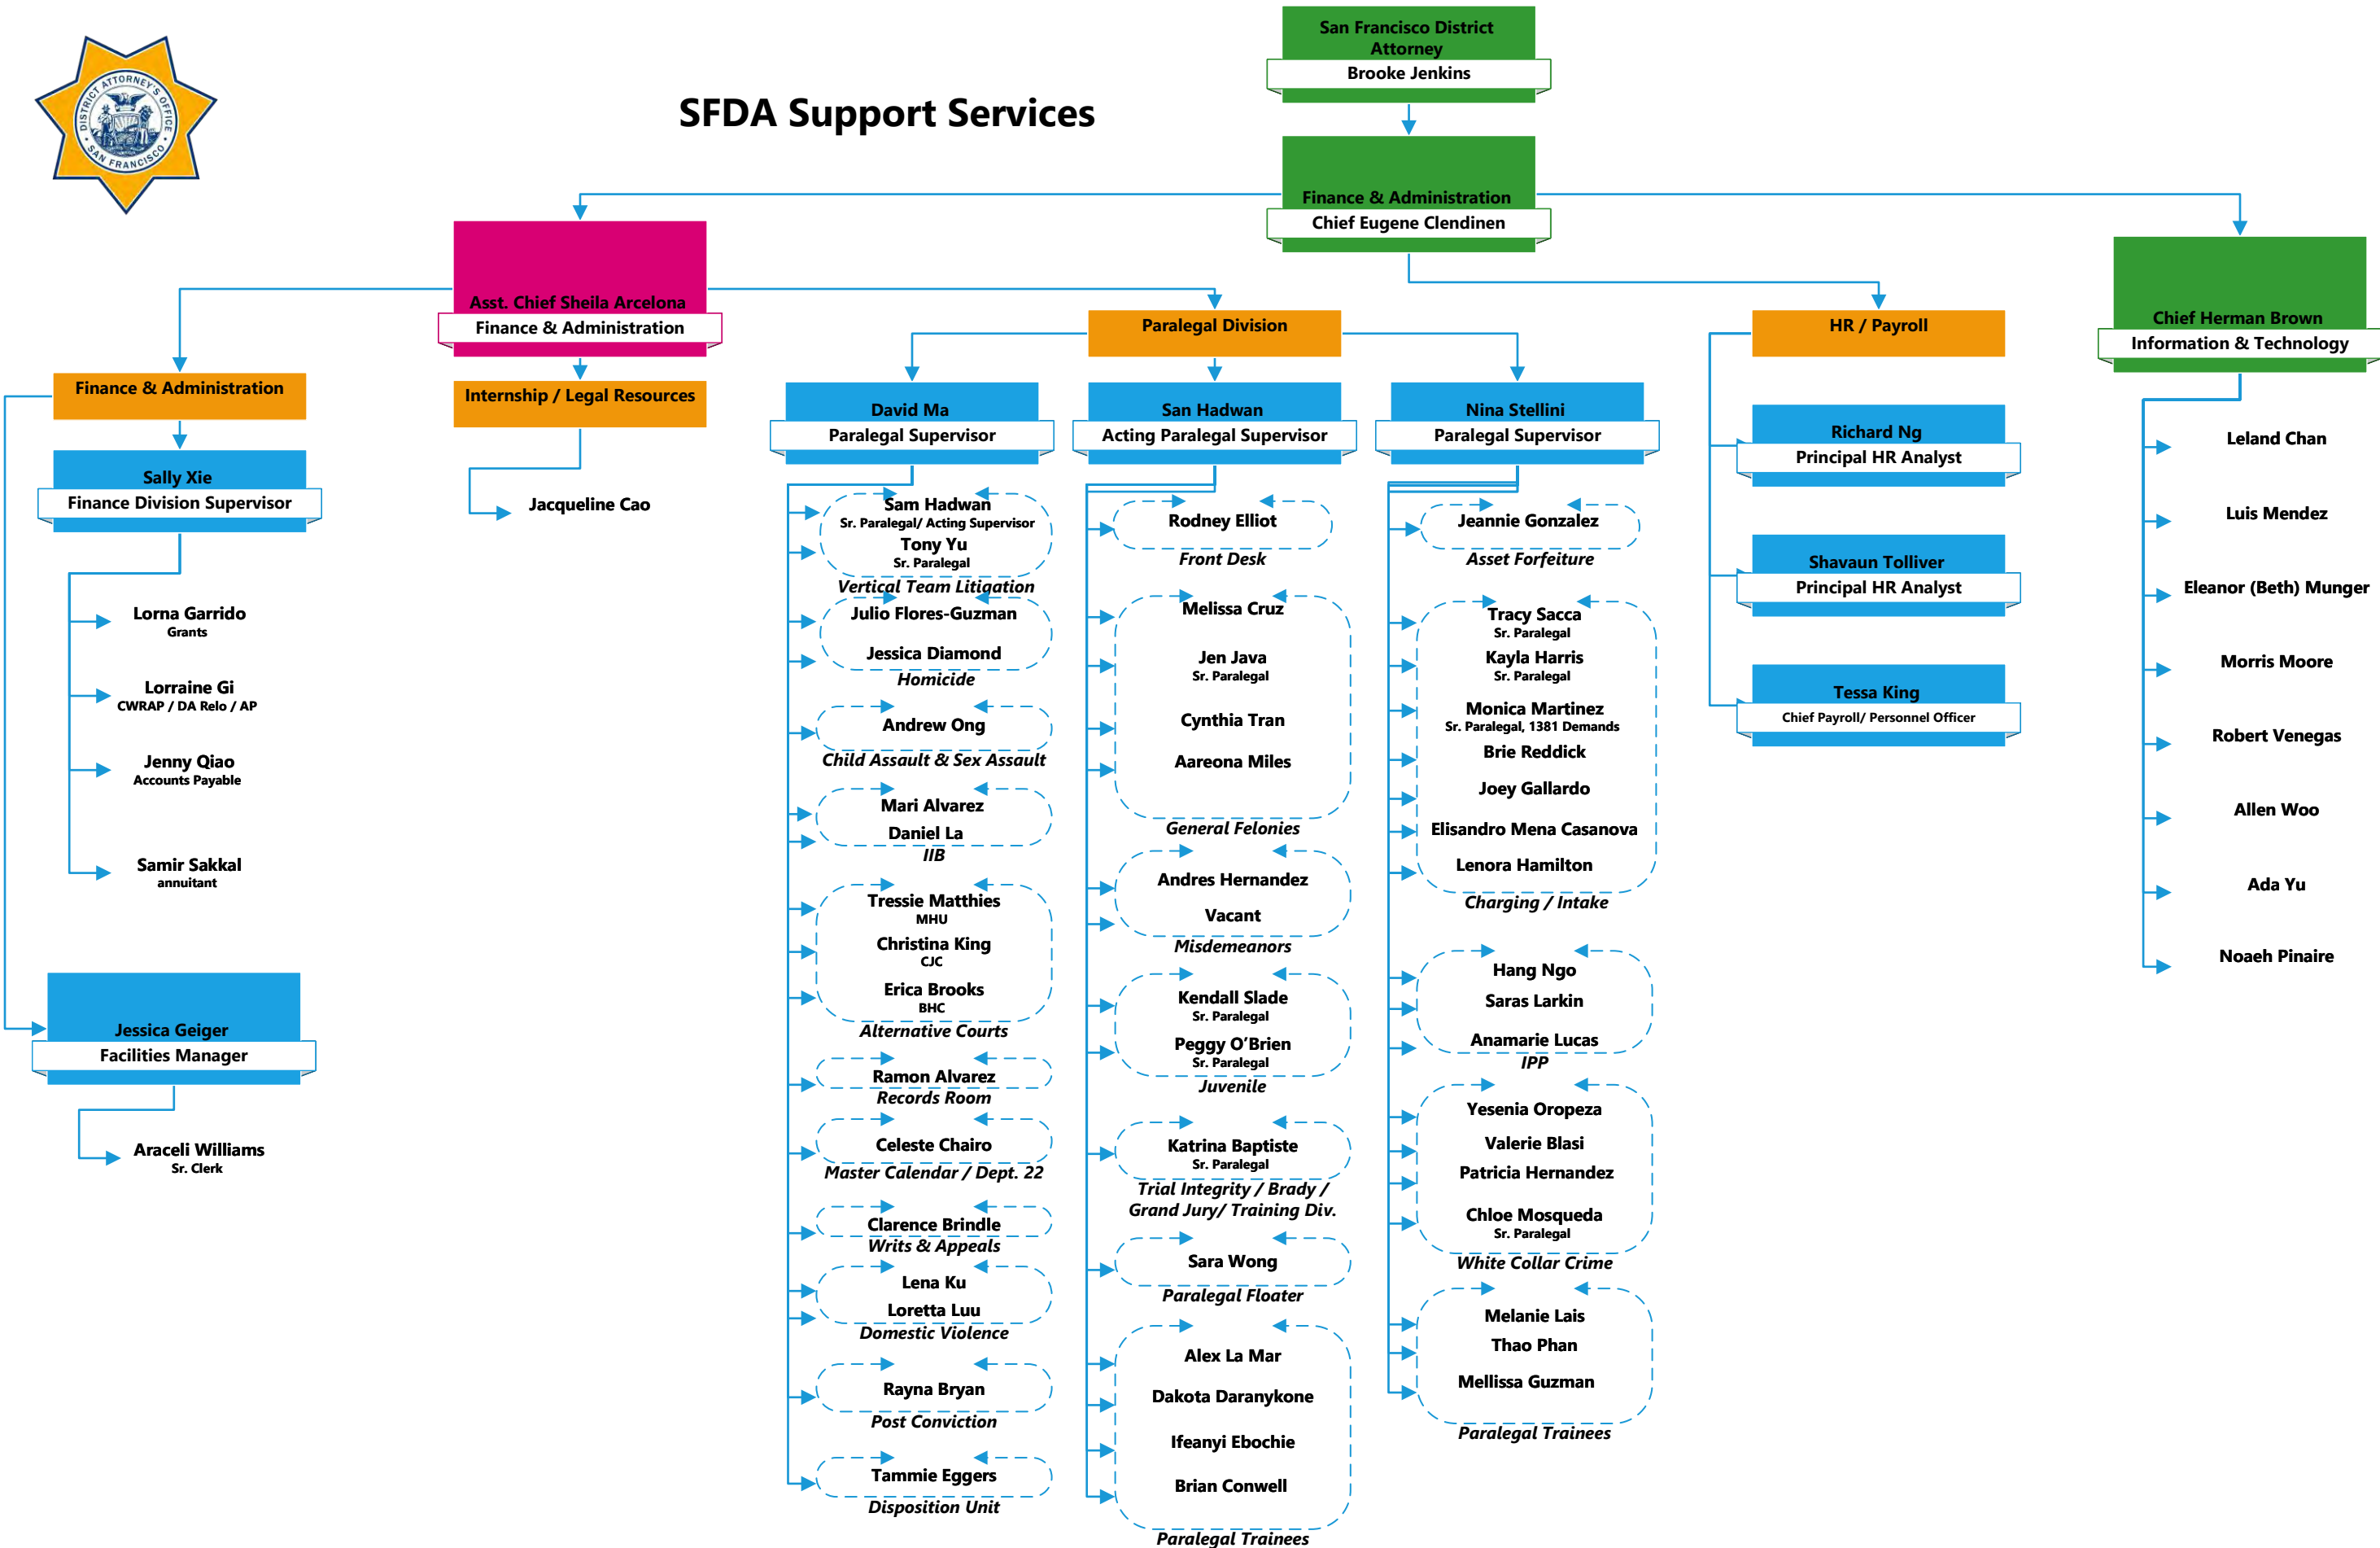 DISTRICT ATTORNEY'S OFFICE
SAN FRANCISCO
SFDA Support Services
San Francisco District
Attorney
Brooke Jenkins
Finance & Administration
Chief Eugene Clendinen
Asst. Chief Sheila Arcelona
Finance & Administration
Chief Herman Brown
Information & Technology
Finance & Administration
Sally Xie
Finance Division Supervisor
Lorna Garrido
Grants
Lorraine Gi
CWRAP / DA Relo / AP
Jenny Qiao
Accounts Payable
Samir Sakkal
annuitant
Jessica Geiger
Facilities Manager
Araceli Williams
Sr. Clerk
Internship / Legal Resources
Jacqueline Cao
Paralegal Division
David Ma
Paralegal Supervisor
Sam Hadwan
Sr. Paralegal/ Acting Supervisor
Tony Yu
Sr. Paralegal
Vertical Team Litigation
Julio Flores-Guzman
Jessica Diamond
Homicide
Andrew Ong
Child Assault & Sex Assault
Mari Alvarez
Daniel La
IIB
Tressie Matthies
MHU
Christina King
CJC
Erica Brooks
BHC
Alternative Courts
Ramon Alvarez
Records Room
Celeste Chairo
Master Calendar / Dept. 22
Clarence Brindle
Writs & Appeals
Lena Ku
Loretta Luu
Domestic Violence
Rayna Bryan
Post Conviction
Tammie Eggers
Disposition Unit
San Hadwan
Acting Paralegal Supervisor
Rodney Elliot
Front Desk
Melissa Cruz
Jen Java
Sr. Paralegal
Cynthia Tran
Aareona Miles
General Felonies
Andres Hernandez
Vacant
Misdemeanors
Kendall Slade
Sr. Paralegal
Peggy O’Brien
Sr. Paralegal
Juvenile
Katrina Baptiste
Sr. Paralegal
Trial Integrity / Brady /
Grand Jury/ Training Div.
Sara Wong
Paralegal Floater
Alex La Mar
Dakota Daranykone
Ifeanyi Ebochie
Brian Conwell
Paralegal Trainees
Nina Stellini
Paralegal Supervisor
Jeannie Gonzalez
Asset Forfeiture
Tracy Sacca
Sr. Paralegal
Kayla Harris
Sr. Paralegal
Monica Martinez
Sr. Paralegal, 1381 Demands
Brie Reddick
Joey Gallardo
Elisandro Mena Casanova
Lenora Hamilton
Charging / Intake
Hang Ngo
Saras Larkin
Anamarie Lucas
IPP
Yesenia Oropeza
Valerie Blasi
Patricia Hernandez
Chloe Mosqueda
Sr. Paralegal
White Collar Crime
Melanie Lais
Thao Phan
Mellissa Guzman
Paralegal Trainees
HR / Payroll
Richard Ng
Principal HR Analyst
Shavaun Tolliver
Principal HR Analyst
Tessa King
Chief Payroll/ Personnel Officer
Leland Chan
Luis Mendez
Eleanor (Beth) Munger
Morris Moore
Robert Venegas
Allen Woo
Ada Yu
Noaeh Pinaire